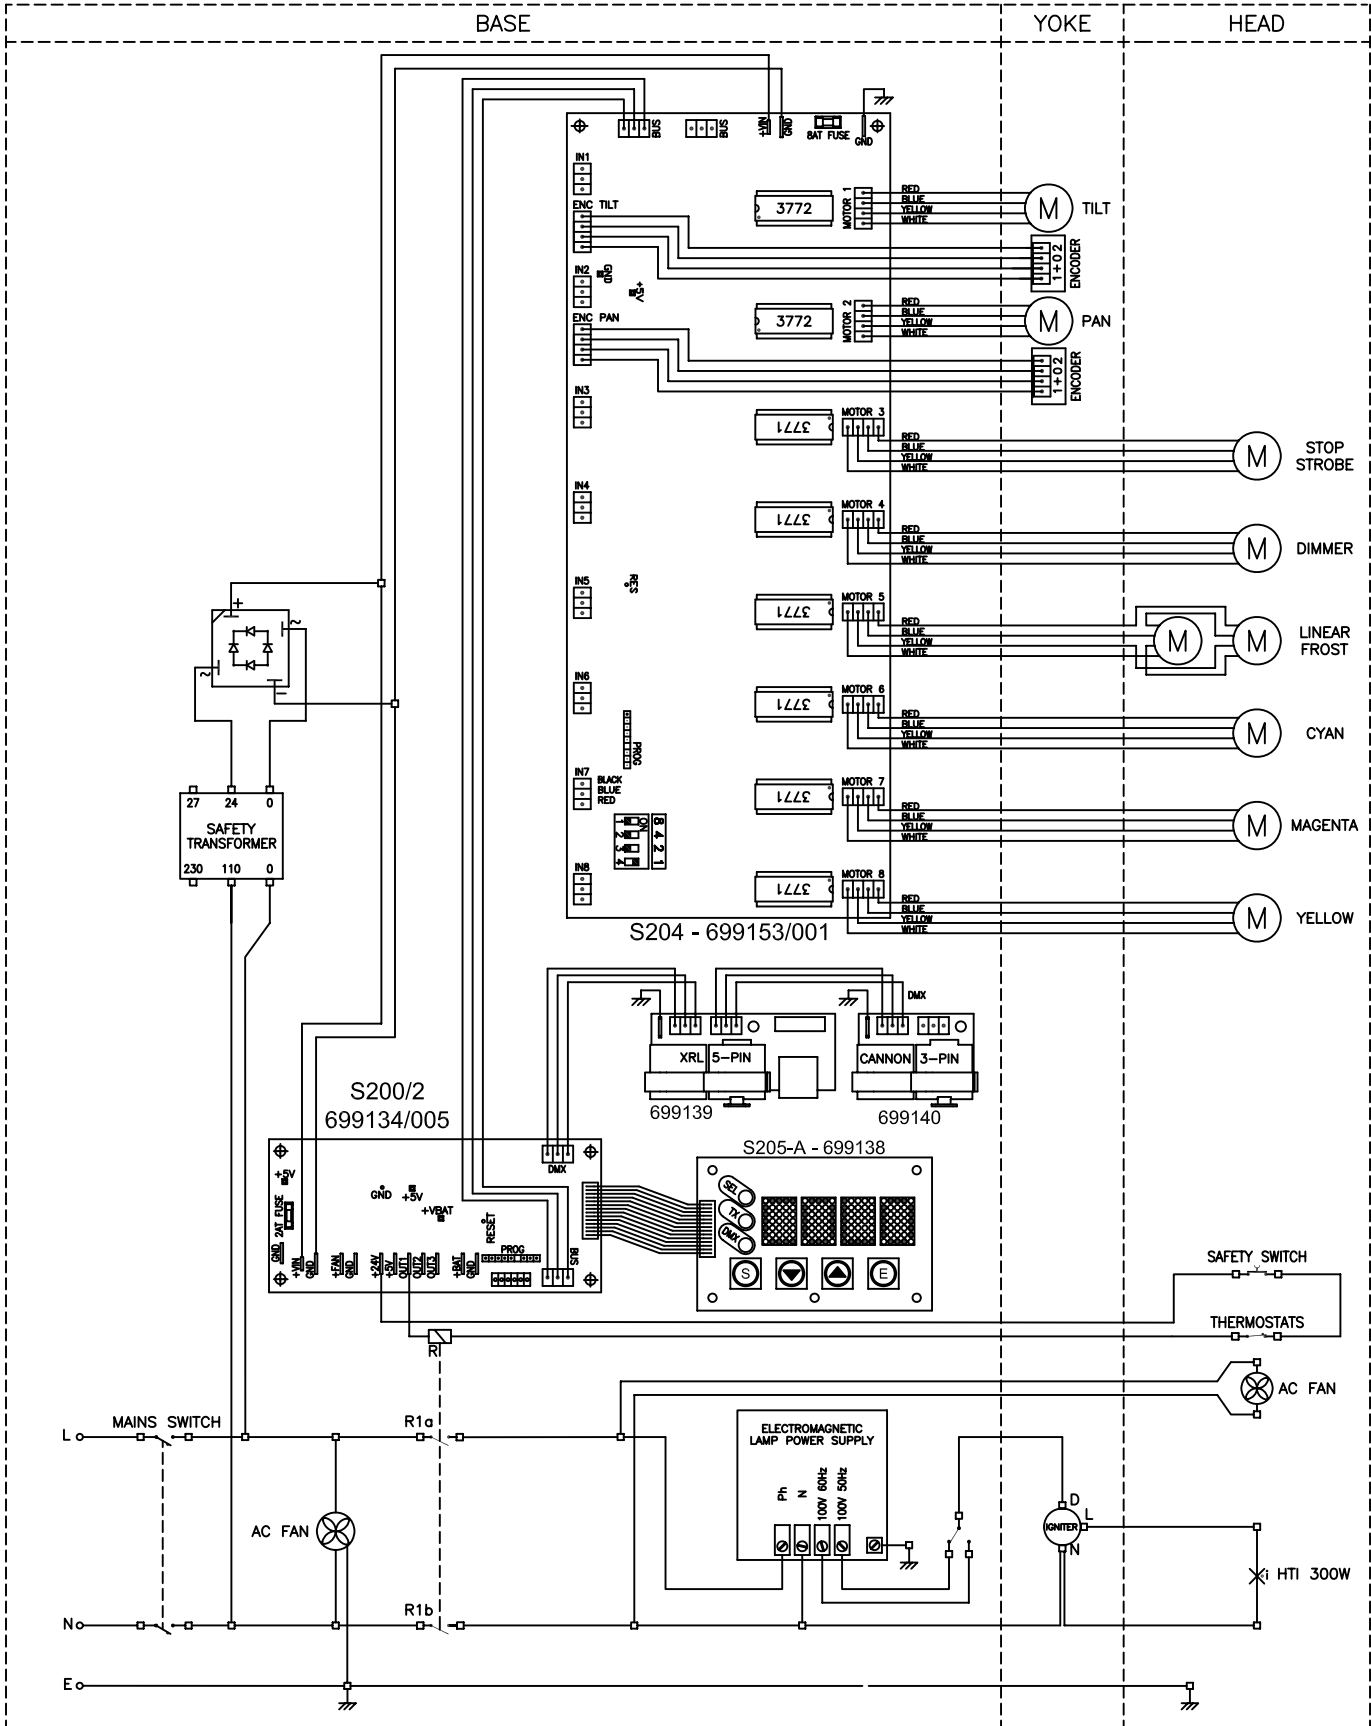 BASE
YOKE
HEAD
BUS
BUS
+VIN
GND
8AT FUSE
GND
IN1
ENC TILT
3772
MOTOR 1
RED
BLUE
YELLOW
WHITE
M
TILT
1+02
ENCODER
IN2
GND
+5V
ENC PAN
3772
MOTOR 2
RED
BLUE
YELLOW
WHITE
M
PAN
1+02
ENCODER
IN3
3771
MOTOR 3
RED
BLUE
YELLOW
WHITE
M
STOP
STROBE
IN4
3771
MOTOR 4
RED
BLUE
YELLOW
WHITE
M
DIMMER
IN5
RES
3771
MOTOR 5
RED
BLUE
YELLOW
WHITE
M
M
LINEAR
FROST
IN6
PROG
3771
MOTOR 6
RED
BLUE
YELLOW
WHITE
M
CYAN
IN7
BLACK
BLUE
RED
3771
MOTOR 7
RED
BLUE
YELLOW
WHITE
M
MAGENTA
1 2 3 4
ON
8 4 2 1
IN8
3771
MOTOR 8
RED
BLUE
YELLOW
WHITE
M
YELLOW
S204 - 699153/001
+
~
~
−
27 24 0
SAFETY
TRANSFORMER
230 110 0
DMX
XRL 5-PIN
CANNON 3-PIN
699139
699140
S200/2
699134/005
DMX
+5V
GND
+5V
+VBAT
2AT FUSE
RESET
GND
+VIN
GND
+FAN
GND
+24V
+5V
OUT1
OUT2
OUT3
+BAT
GND
PROG
BUS
S205-A - 699138
SEL
TX
DMX
S
E
SAFETY SWITCH
THERMOSTATS
R
AC FAN
MAINS SWITCH
L
R1a
ELECTROMAGNETIC
LAMP POWER SUPPLY
Ph
N
100V 60Hz
100V 50Hz
AC FAN
D
L
IGNITER
N
HTI 300W
N
R1b
E